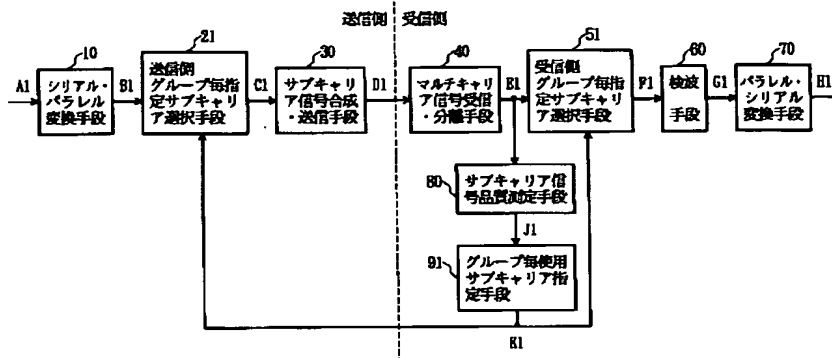 送信側
受信側
10
21
30
40
51
60
70
A1
シリアル・
パラレル
変換手段
B1
送信側
グループ毎指
定サブキャリ
ア選択手段
C1
サブキャリ
ア信号合成
・送信手段
D1
マルチキャリ
ア信号受信
・分離手段
E1
受信側
グループ毎指
定サブキャリ
ア選択手段
F1
検波
手段
G1
パラレル・
シリアル
変換手段
H1
80
サブキャリア信
号品質測定手段
J1
91
グループ毎使用
サブキャリア指
定手段
K1